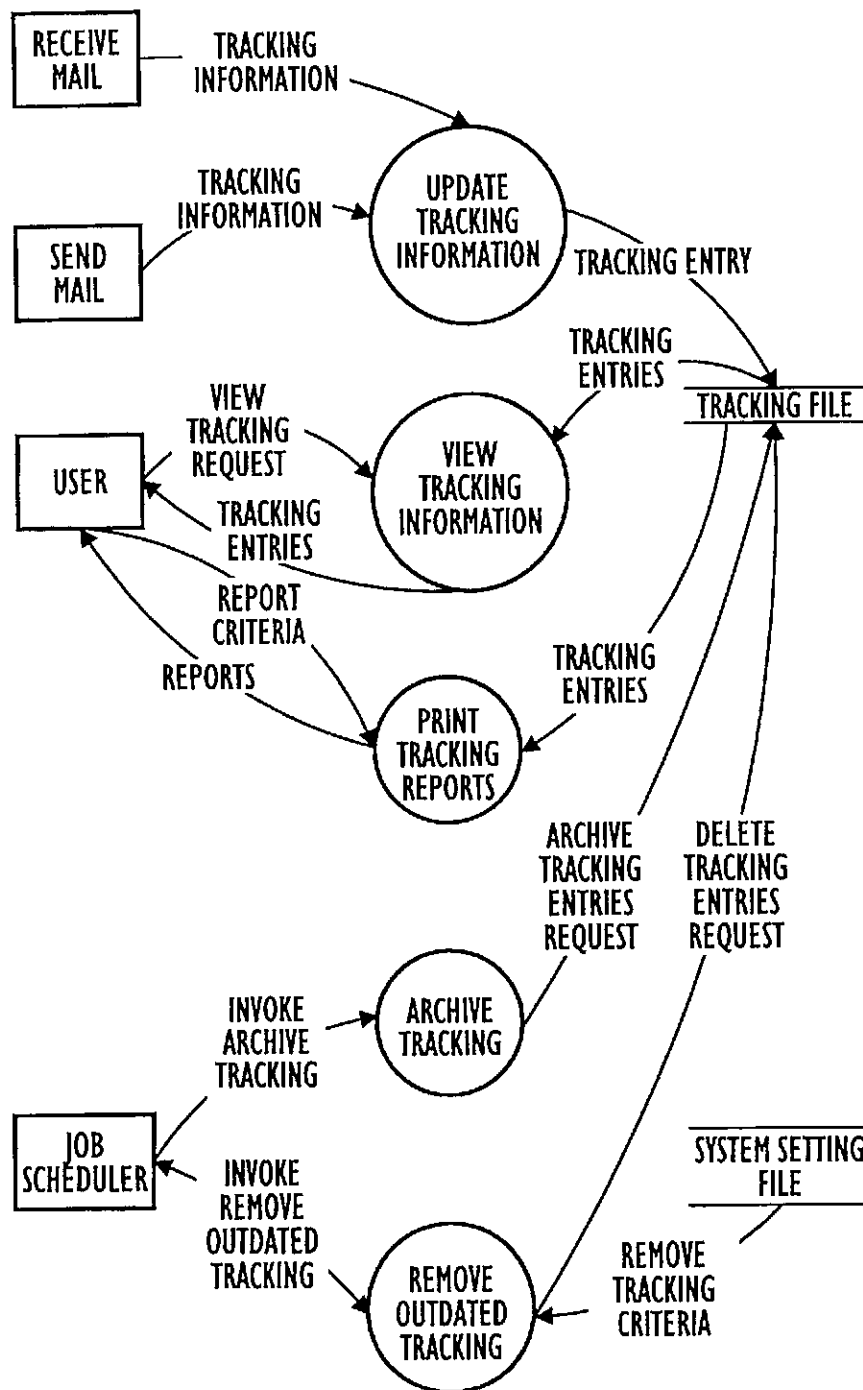 RECEIVE
MAIL
TRACKING
INFORMATION
SEND
MAIL
TRACKING
INFORMATION
UPDATE
TRACKING
INFORMATION
TRACKING ENTRY
TRACKING
ENTRIES
TRACKING FILE
VIEW
TRACKING
REQUEST
USER
VIEW
TRACKING
INFORMATION
TRACKING
ENTRIES
REPORT
CRITERIA
REPORTS
TRACKING
ENTRIES
PRINT
TRACKING
REPORTS
ARCHIVE
TRACKING
ENTRIES
REQUEST
DELETE
TRACKING
ENTRIES
REQUEST
INVOKE
ARCHIVE
TRACKING
ARCHIVE
TRACKING
JOB
SCHEDULER
INVOKE
REMOVE
OUTDATED
TRACKING
SYSTEM SETTING
FILE
REMOVE
OUTDATED
TRACKING
REMOVE
TRACKING
CRITERIA